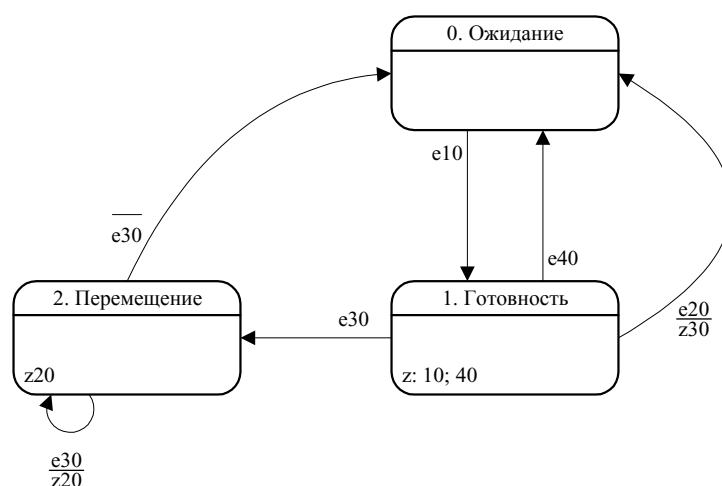 0. Ожидание
e10
e30
e40
2. Перемещение
1. Готовность
e30
e20
z30
z20
z: 10; 40
e30
z20